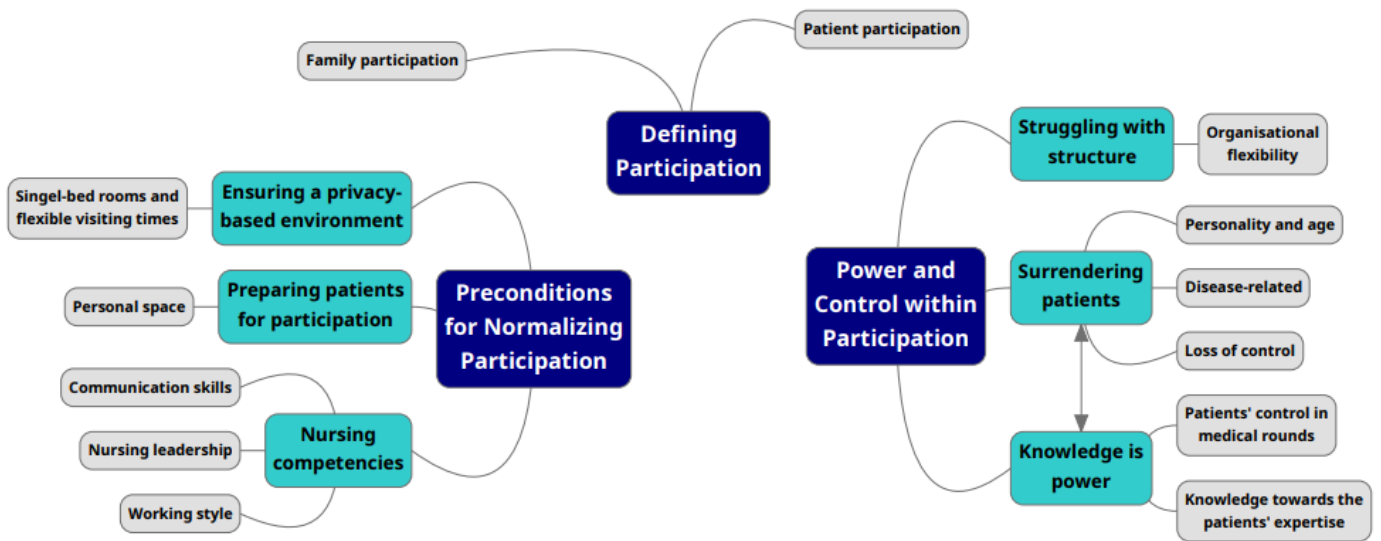 Patient participation
Family participation
Defining
Participation
Ensuring a privacy-
based environment
Singel-bed rooms and
flexible visiting times
Preparing patients
for participation
Personal space
Preconditions
for Normalizing
Participation
Communication skills
Nursing leadership
Working style
Nursing
competencies
Struggling with
structure
Organisational
flexibility
Power and
Control within
Participation
Surrendering
patients
Personality and age
Disease-related
Loss of control
Knowledge is
power
Patients' control in
medical rounds
Knowledge towards the
patients' expertise